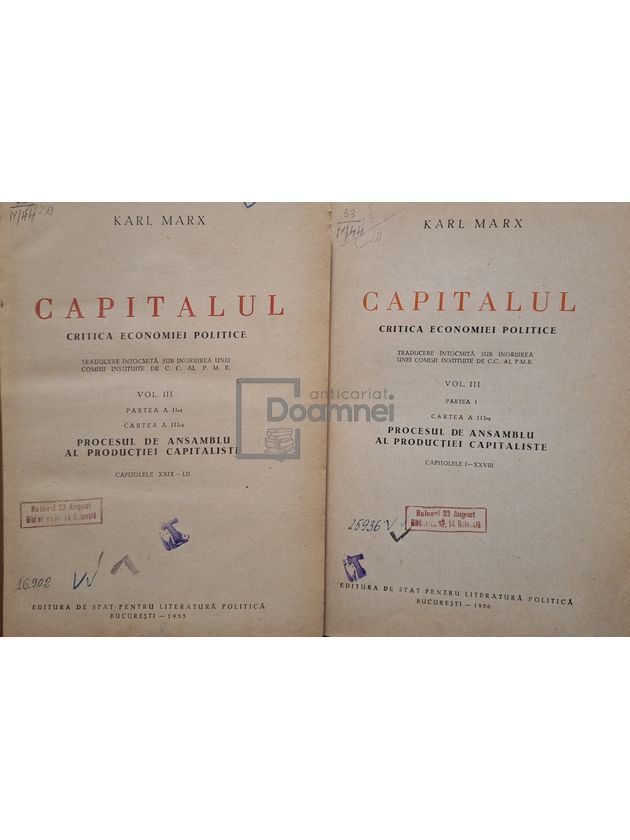 M/44
KARL MARX
CAPITALUL
CRITICA ECONOMIEI POLITICE
TRADUCERE ÎNTOCMITĂ SUB ÎNGRIJIREA UNEI
COMISII INSTITUITE DE C. C. AL P. M. R.
VOL. III
PARTEA A II-a
CARTEA A III-a
PROCESUL DE ANSAMBLU
AL PRODUCȚIEI CAPITALISTE
CAPITOLELE XXIX – LII
Raionul 23 August
16.902
EDITURA DE STAT PENTRU LITERATURĂ POLITICĂ
BUCUREȘTI — 1955
33
M/44
KARL MARX
CAPITALUL
CRITICA ECONOMIEI POLITICE
TRADUCERE ÎNTOCMITĂ SUB ÎNGRIJIREA
UNEI COMISII INSTITUITE DE C.C. AL P.M.R.
VOL. III
PARTEA I
CARTEA A III-a
PROCESUL DE ANSAMBLU
AL PRODUCȚIEI CAPITALISTE
CAPITOLELE I—XXVIII
25936
Raionul 23 August
EDITURA DE STAT PENTRU LITERATURĂ POLITICĂ
BUCUREȘTI — 1956
anticariat
Doamnei